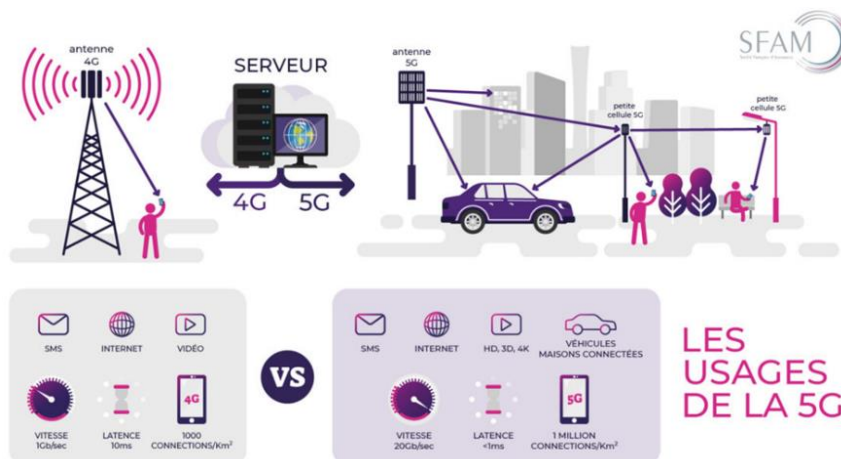 antenne
4G
SERVEUR
4G
5G
antenne
5G
petite
cellule 5G
petite
cellule 5G
SFAM
SMS
INTERNET
VIDÉO
VITESSE
1Gb/sec
LATENCE
10ms
4G
1000
CONNECTIONS/Km²
VS
SMS
INTERNET
HD, 3D, 4K
VÉHICULES
MAISONS CONNECTÉES
VITESSE
20Gb/sec
LATENCE
<1ms
5G
1 MILLION
CONNECTIONS/Km²
LES
USAGES
DE LA 5G